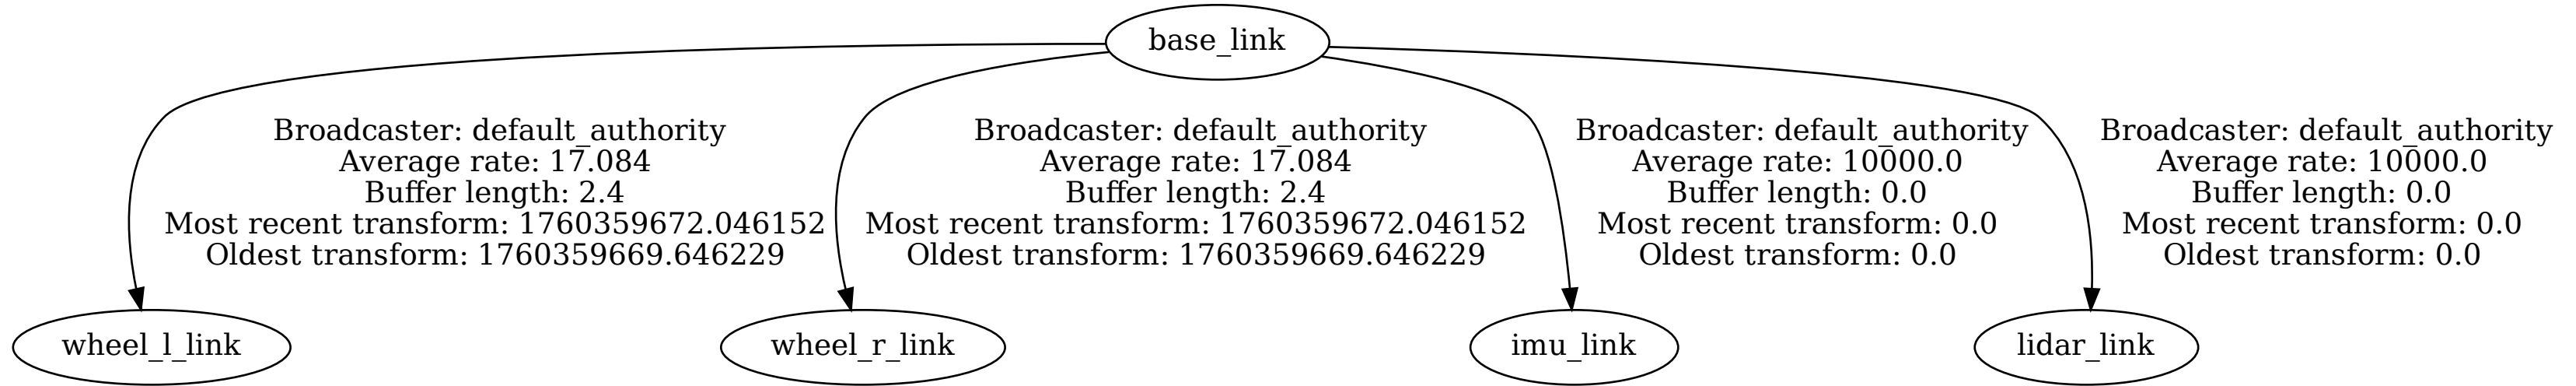 base_link
Broadcaster: default_authority
Average rate: 17.084
Buffer length: 2.4
Most recent transform: 1760359672.046152
Oldest transform: 1760359669.646229
Broadcaster: default_authority
Average rate: 17.084
Buffer length: 2.4
Most recent transform: 1760359672.046152
Oldest transform: 1760359669.646229
Broadcaster: default_authority
Average rate: 10000.0
Buffer length: 0.0
Most recent transform: 0.0
Oldest transform: 0.0
Broadcaster: default_authority
Average rate: 10000.0
Buffer length: 0.0
Most recent transform: 0.0
Oldest transform: 0.0
wheel_l_link
wheel_r_link
imu_link
lidar_link